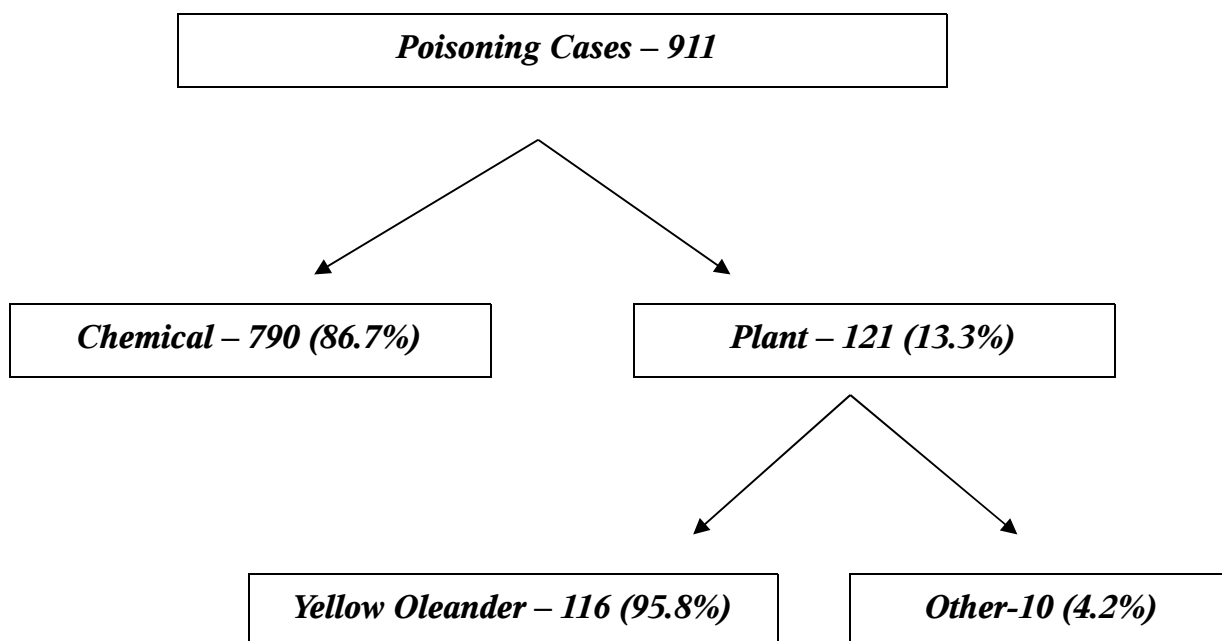 Poisoning Cases – 911
Chemical – 790 (86.7%)
Plant – 121 (13.3%)
Yellow Oleander – 116 (95.8%)
Other-10 (4.2%)